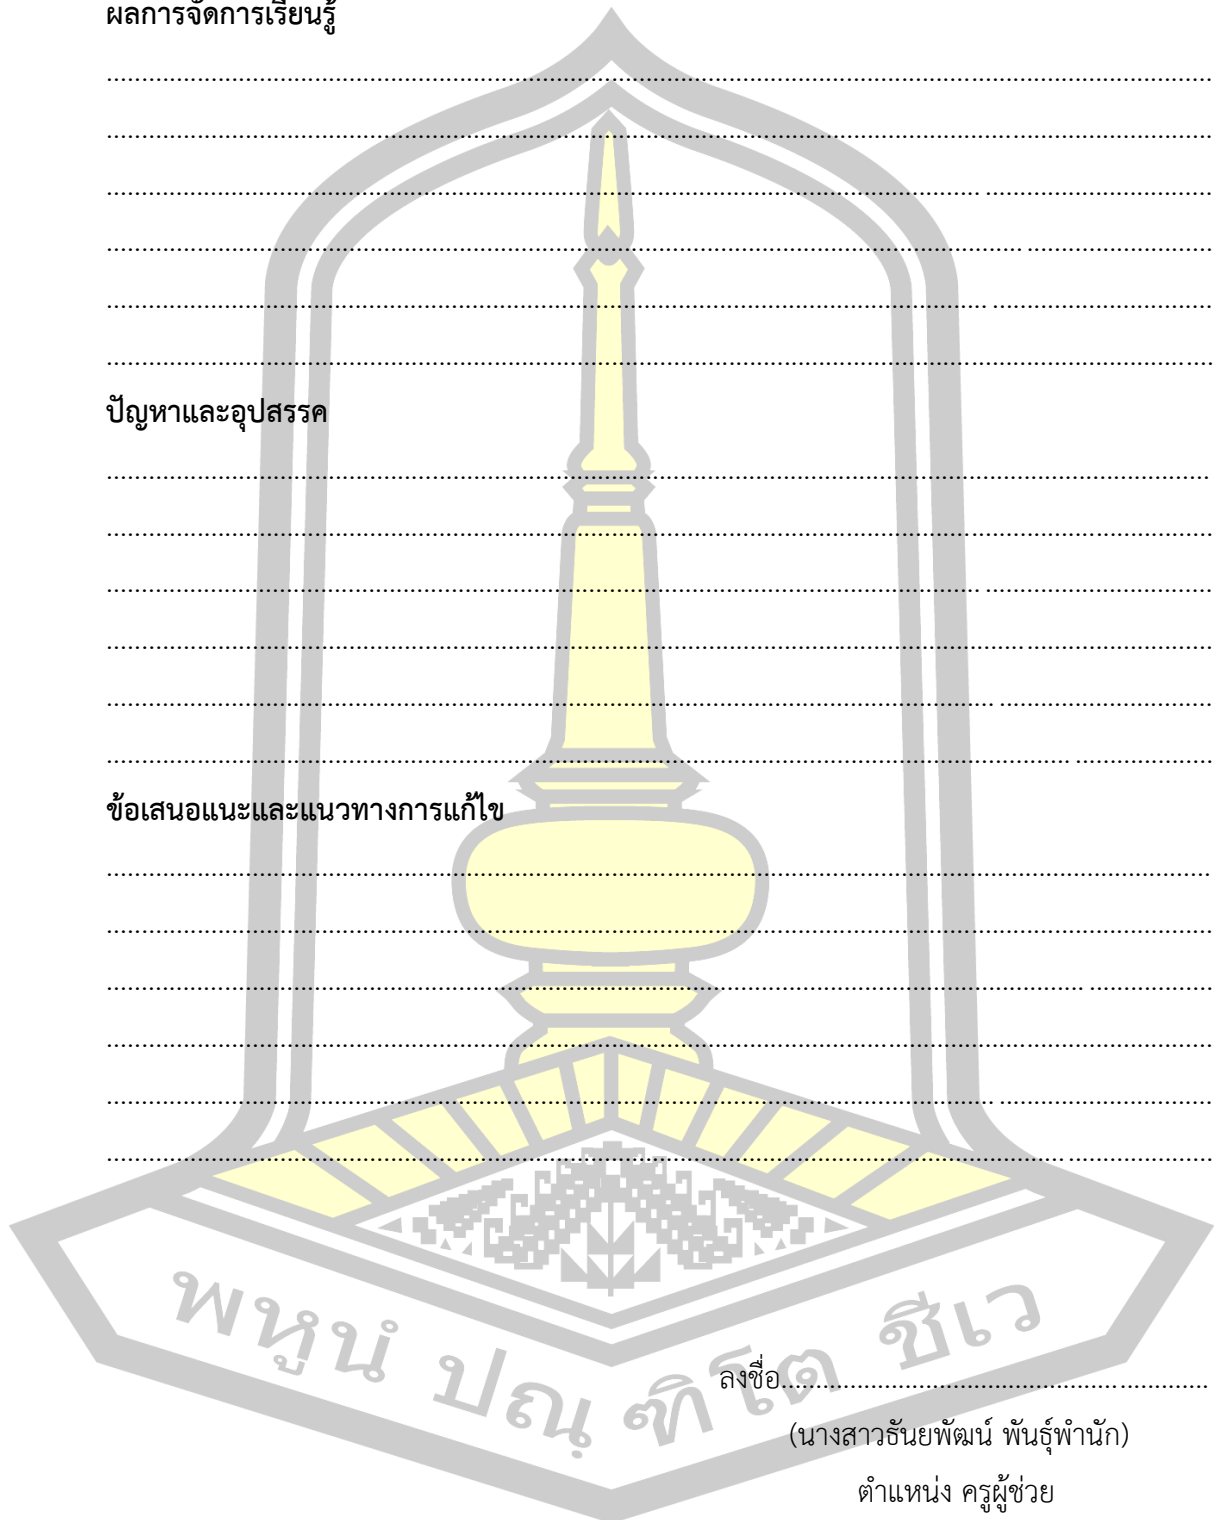 ผลการจัดการเรียนรู้
................................................................................
................................................................................
................................................................................
................................................................................
................................................................................
................................................................................
ปัญหาและอุปสรรค
................................................................................
................................................................................
................................................................................
................................................................................
................................................................................
................................................................................
ข้อเสนอแนะและแนวทางการแก้ไข
................................................................................
................................................................................
................................................................................
................................................................................
................................................................................
................................................................................
พหูนํ ปณฺฑิโต ชีเว
ลงชื่อ............................................................
(นางสาวธันยพัฒน์ พันธุ์พำนัก)
ตำแหน่ง ครูผู้ช่วย